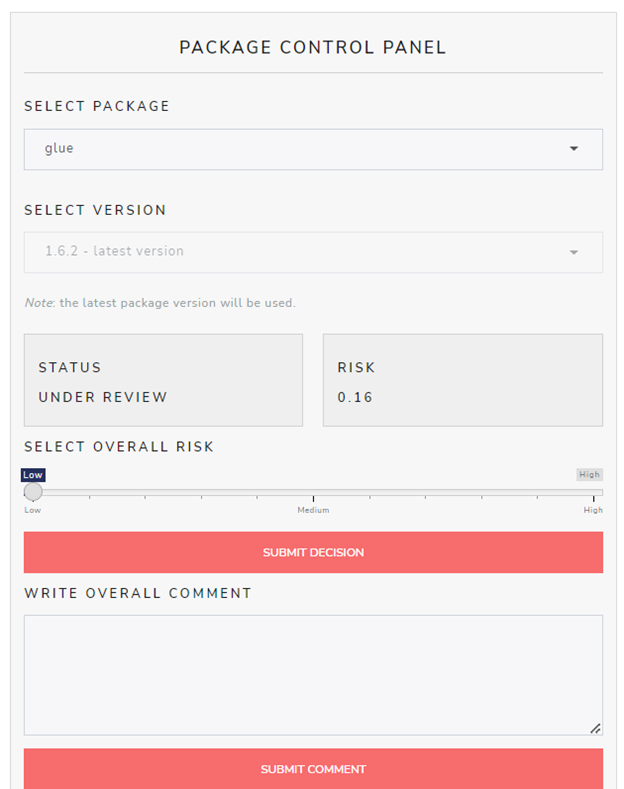 PACKAGE CONTROL PANEL
SELECT PACKAGE
glue
SELECT VERSION
1.6.2 - latest version
Note: the latest package version will be used.
STATUS
UNDER REVIEW
RISK
0.16
SELECT OVERALL RISK
Low High
Low Medium High
SUBMIT DECISION
WRITE OVERALL COMMENT
SUBMIT COMMENT